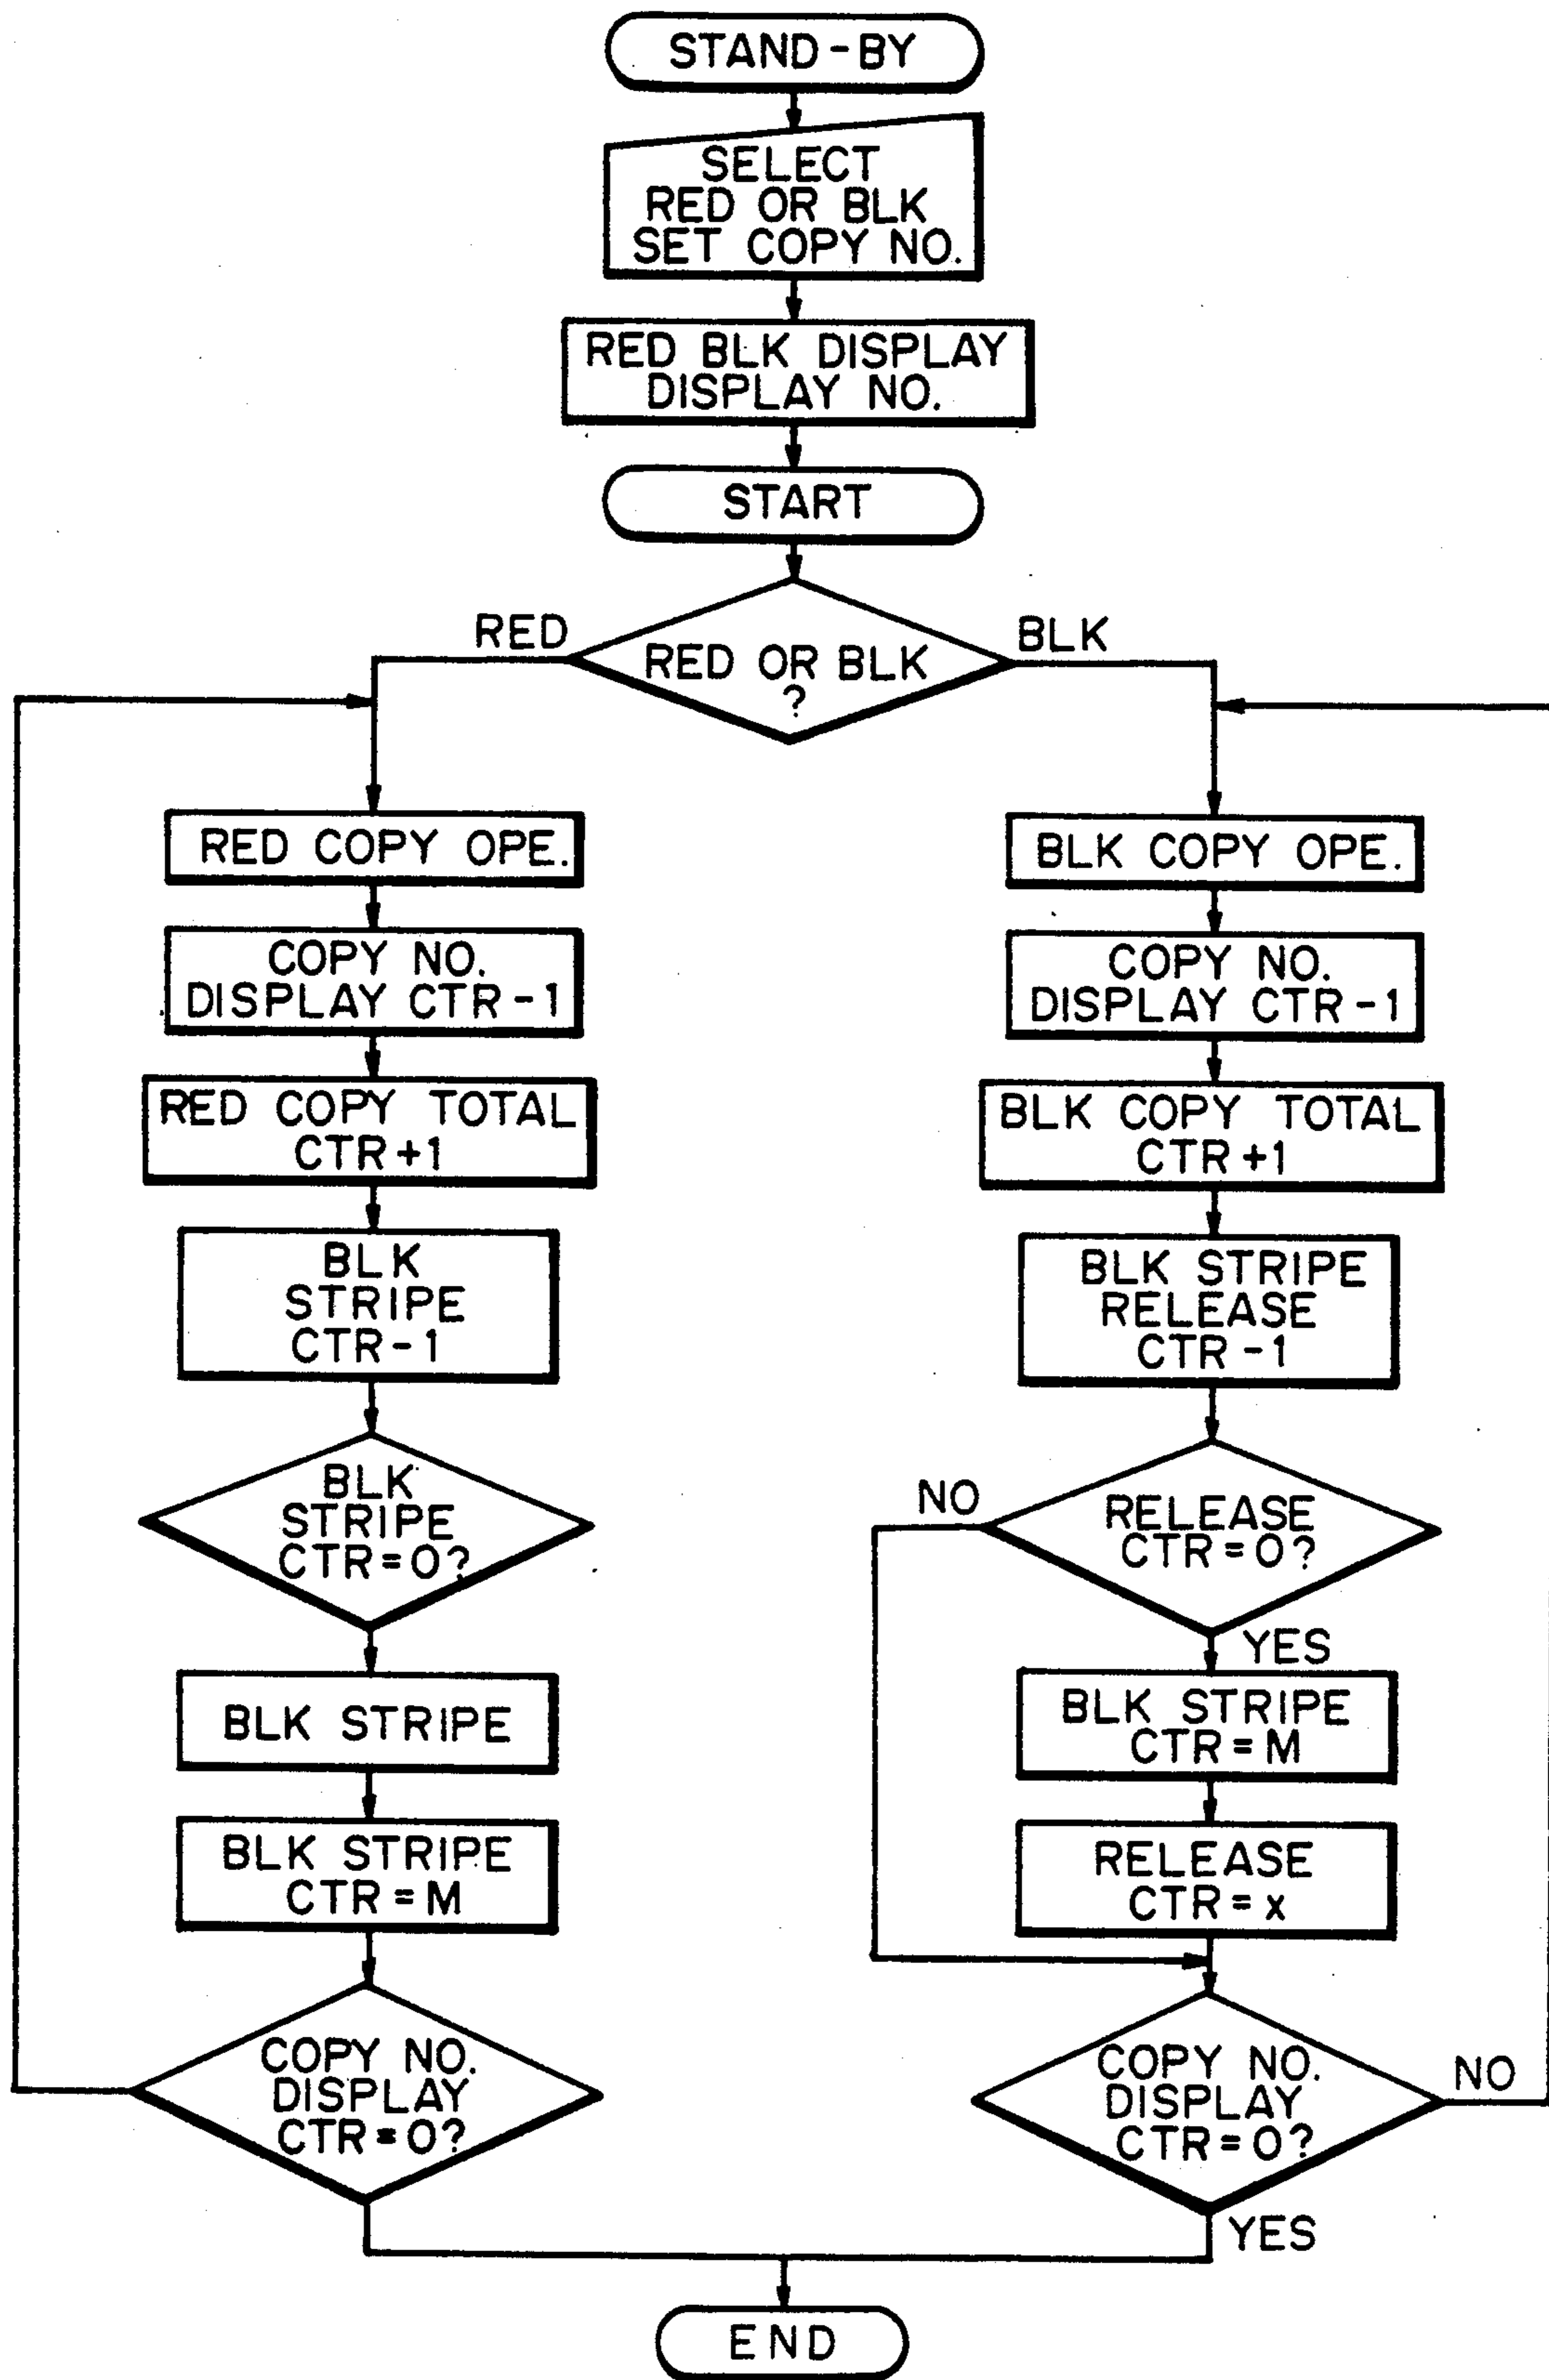 STAND-BY
SELECT
RED OR BLK
SET COPY NO.
RED BLK DISPLAY
DISPLAY NO.
START
RED OR BLK
?
RED
BLK
RED COPY OPE.
COPY NO.
DISPLAY CTR-1
RED COPY TOTAL
CTR+1
BLK
STRIPE
CTR-1
BLK
STRIPE
CTR=0?
BLK STRIPE
BLK STRIPE
CTR=M
COPY NO.
DISPLAY
CTR=0?
BLK COPY OPE.
COPY NO.
DISPLAY CTR-1
BLK COPY TOTAL
CTR+1
BLK STRIPE
RELEASE
CTR-1
NO
RELEASE
CTR=0?
YES
BLK STRIPE
CTR=M
RELEASE
CTR=x
COPY NO.
DISPLAY
CTR=0?
NO
YES
END